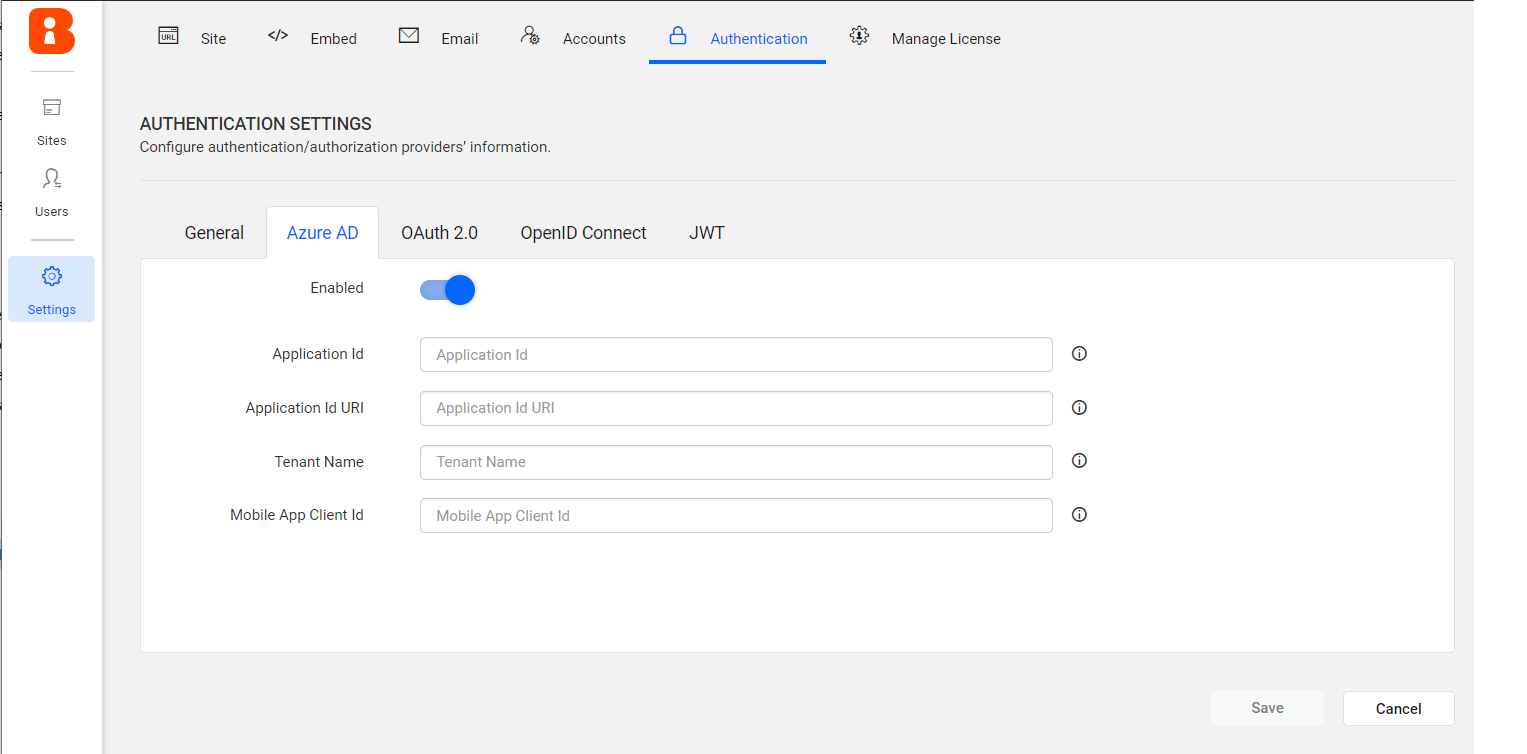 URL Site </> Embed Email Accounts Authentication Manage License
Sites
Users
Settings
AUTHENTICATION SETTINGS
Configure authentication/authorization providers' information.
General Azure AD OAuth 2.0 OpenID Connect JWT
Enabled
Application Id Application Id
Application Id URI Application Id URI
Tenant Name Tenant Name
Mobile App Client Id Mobile App Client Id
Save Cancel